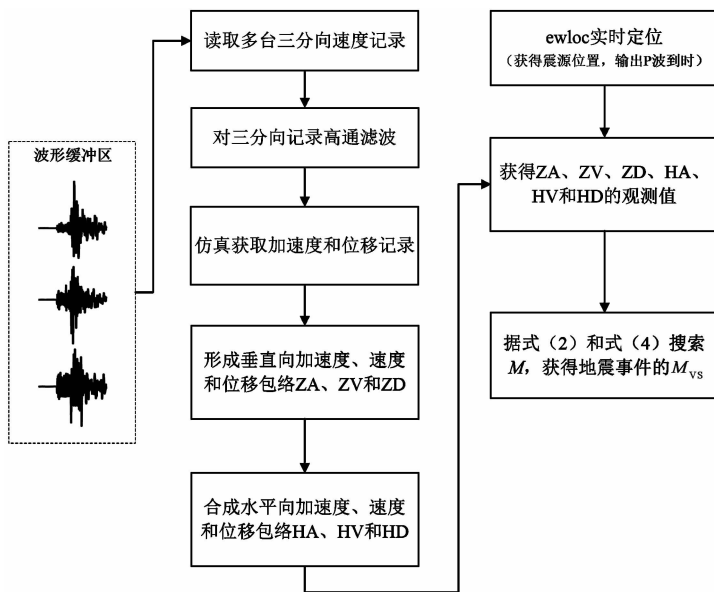 波形缓冲区
读取多台三分向速度记录
对三分向记录高通滤波
仿真获取加速度和位移记录
形成垂直向加速度、速度
和位移包络ZA、ZV和ZD
合成水平向加速度、速度
和位移包络HA、HV和HD
ewloc实时定位
（获得震源位置，输出P波到时）
获得ZA、ZV、ZD、HA、
HV和HD的观测值
据式（2）和式（4）搜索
M，获得地震事件的M_VS